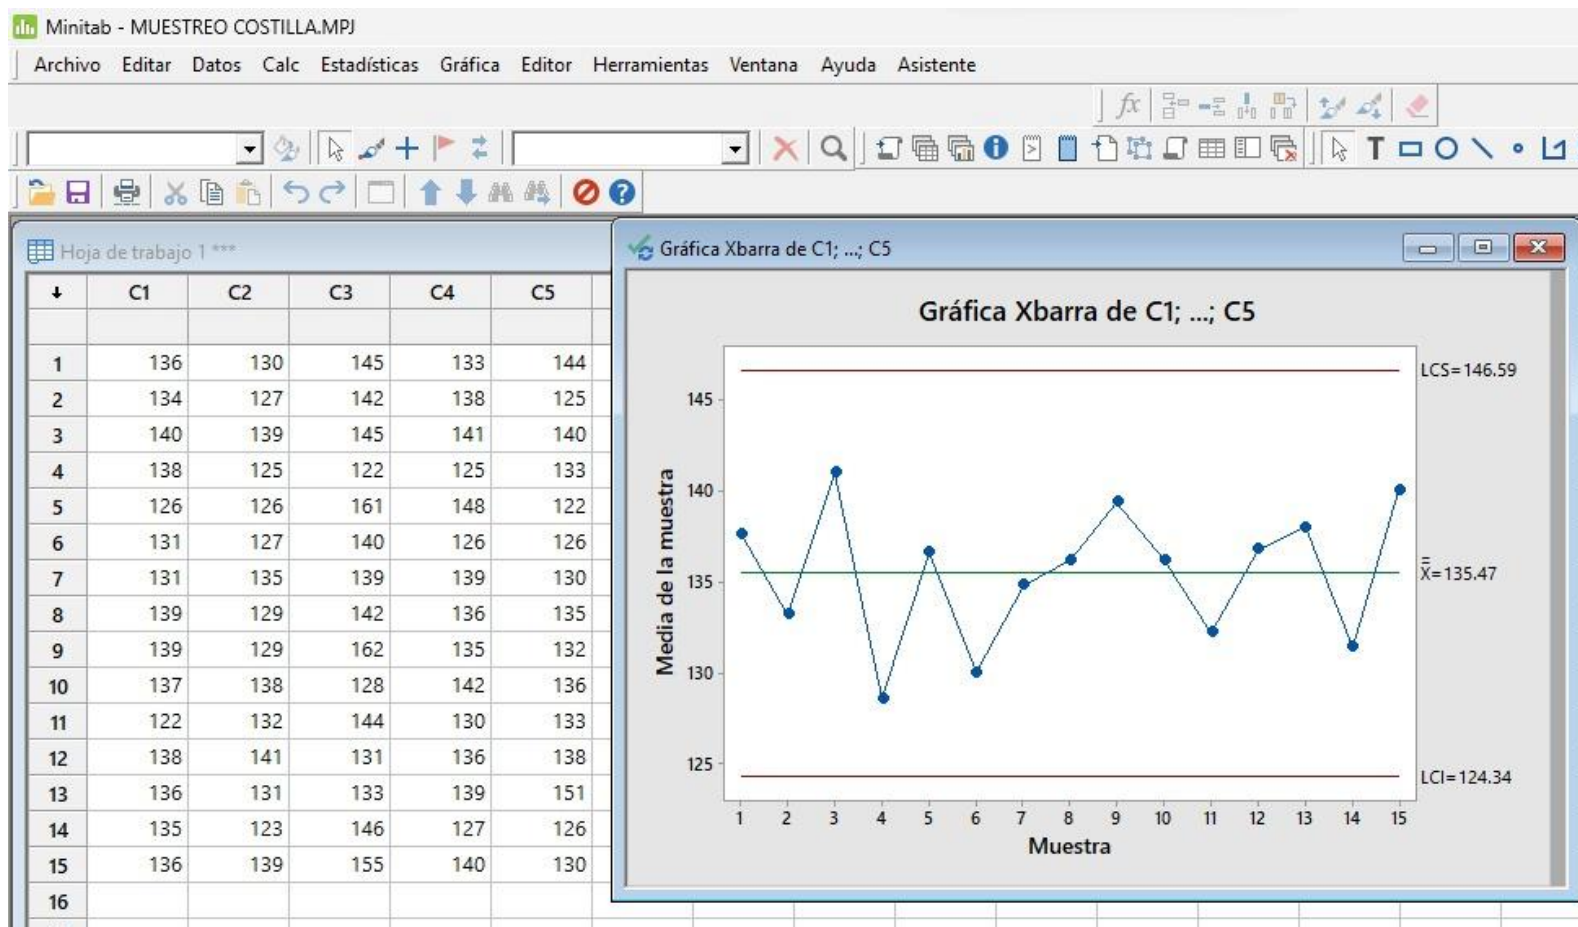 Minitab - MUESTREO COSTILLA.MPJ
Archivo Editar Datos Calc Estadísticas Gráfica Editor Herramientas Ventana Ayuda Asistente
Hoja de trabajo 1 ***
C1 C2 C3 C4 C5
1 136 130 145 133 144
2 134 127 142 138 125
3 140 139 145 141 140
4 138 125 122 125 133
5 126 126 161 148 122
6 131 127 140 126 126
7 131 135 139 139 130
8 139 129 142 136 135
9 139 129 162 135 132
10 137 138 128 142 136
11 122 132 144 130 133
12 138 141 131 136 138
13 136 131 133 139 151
14 135 123 146 127 126
15 136 139 155 140 130
16
Gráfica Xbarra de C1; ...; C5
Gráfica Xbarra de C1; ...; C5
LCS=146.59
X̿=135.47
LCI=124.34
Media de la muestra
145
140
135
130
125
1 2 3 4 5 6 7 8 9 10 11 12 13 14 15
Muestra